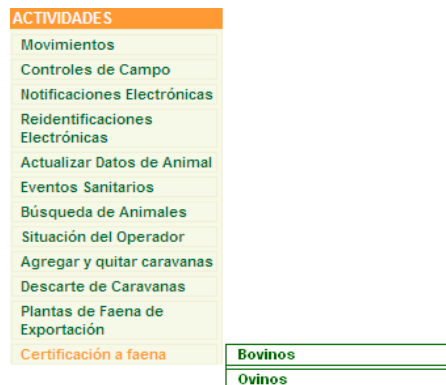 ACTIVIDADES
Movimientos
Controles de Campo
Notificaciones Electrónicas
Reidentificaciones
Electrónicas
Actualizar Datos de Animal
Eventos Sanitarios
Búsqueda de Animales
Situación del Operador
Agregar y quitar caravanas
Descarte de Caravanas
Plantas de Faena de
Exportación
Certificación a faena
Bovinos
Ovinos